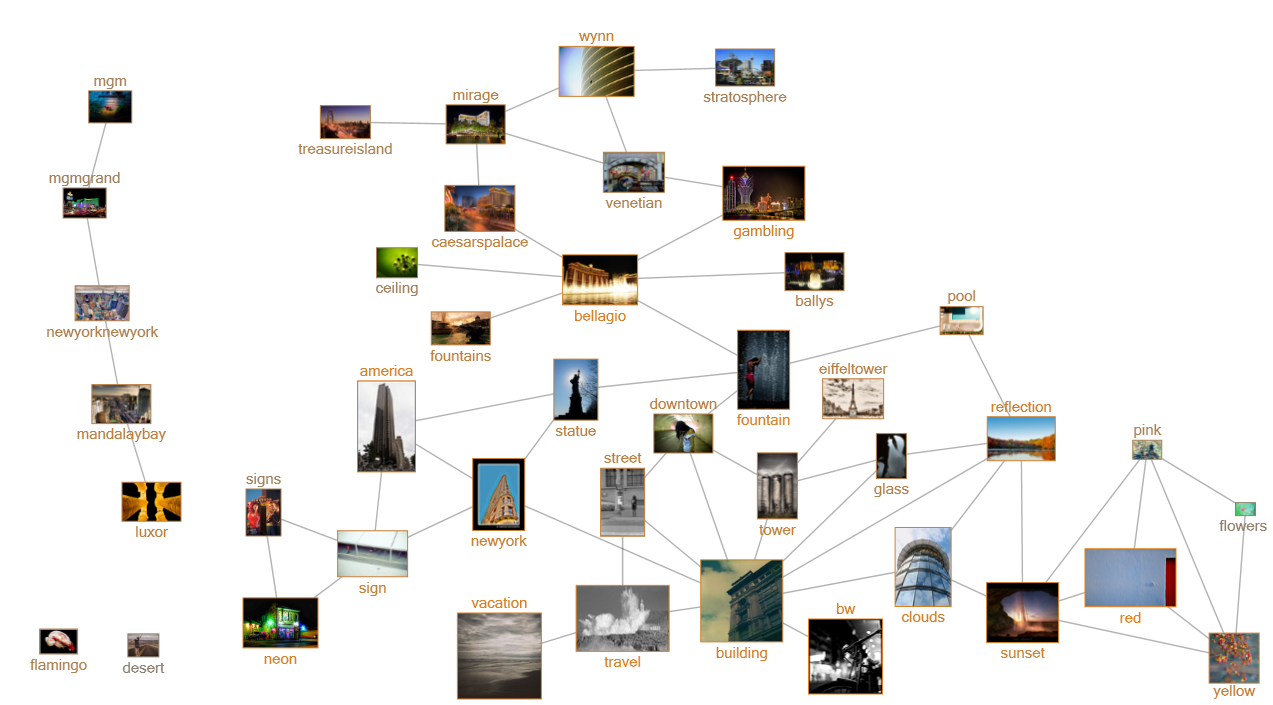 wynn
mgm
mirage
stratosphere
treasureisland
mgmgrand
venetian
gambling
caesarspalace
ceiling
pool
ballys
bellagio
newyorknewyork
fountains
america
eiffeltower
downtown
reflection
fountain
statue
pink
mandalaybay
street
signs
glass
flowers
tower
luxor
newyork
sign
vacation
bw
clouds
red
building
sunset
neon
travel
flamingo
desert
yellow